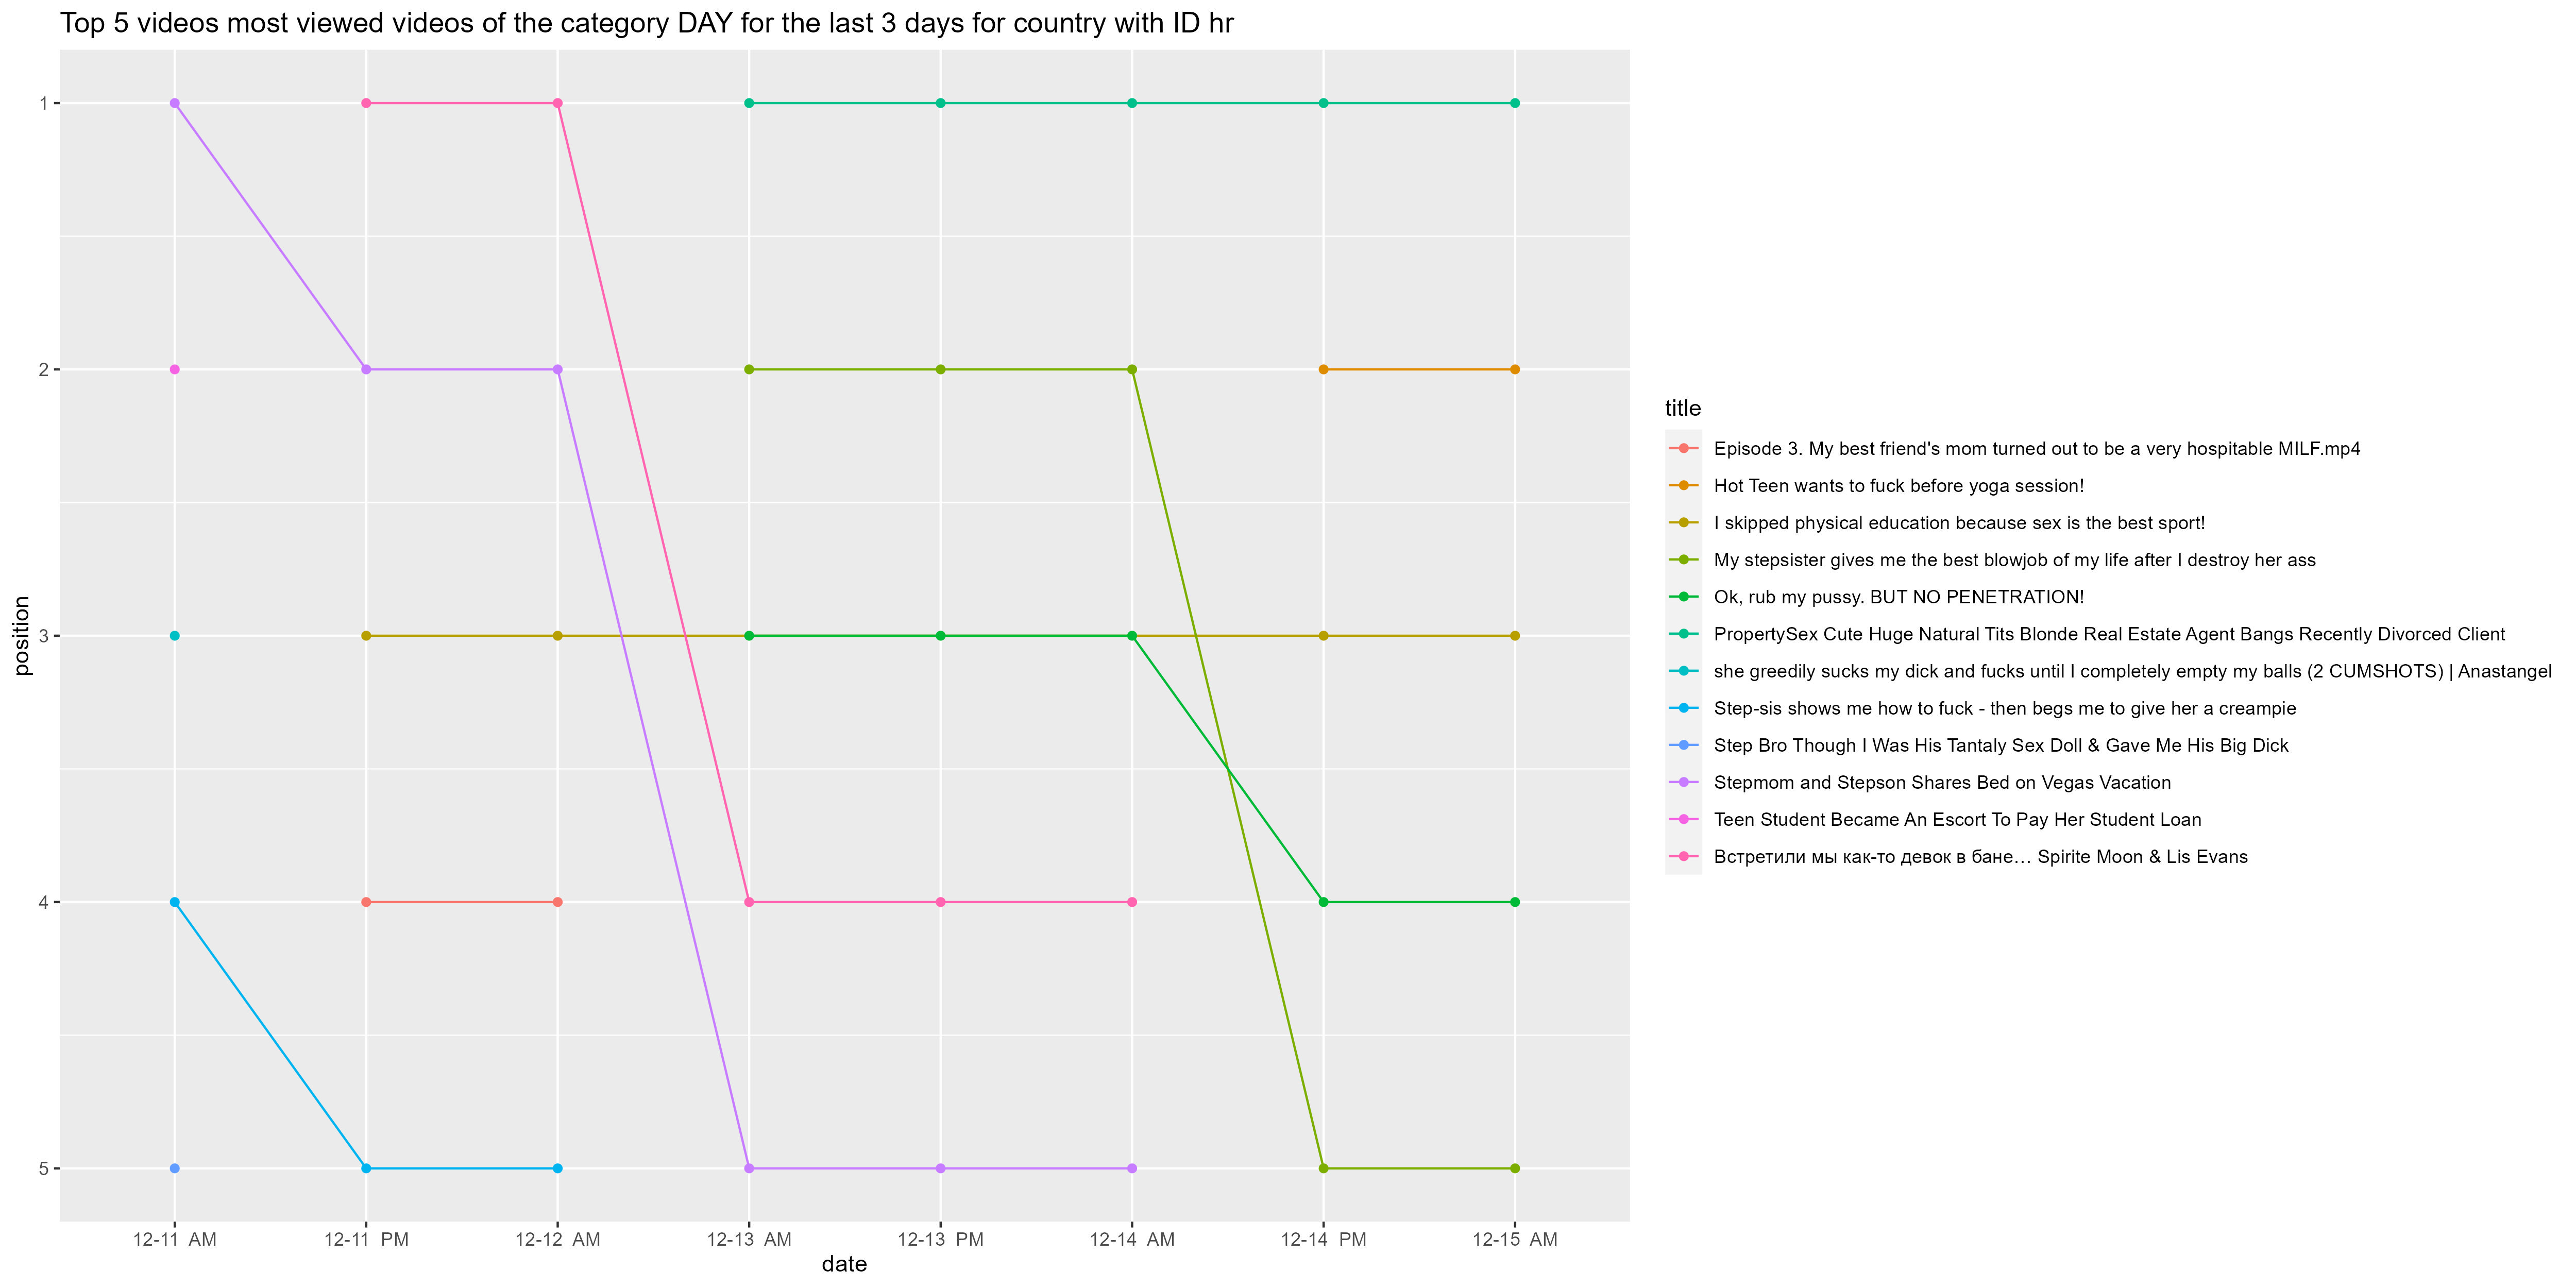 Top 5 videos most viewed videos of the category DAY for the last 3 days for country with ID hr
position
1
2
3
4
5
12-11 AM
12-11 PM
12-12 AM
12-13 AM
12-13 PM
12-14 AM
12-14 PM
12-15 AM
date
title
Episode 3. My best friend's mom turned out to be a very hospitable MILF.mp4
Hot Teen wants to fuck before yoga session!
I skipped physical education because sex is the best sport!
My stepsister gives me the best blowjob of my life after I destroy her ass
Ok, rub my pussy. BUT NO PENETRATION!
PropertySex Cute Huge Natural Tits Blonde Real Estate Agent Bangs Recently Divorced Client
she greedily sucks my dick and fucks until I completely empty my balls (2 CUMSHOTS) | Anastangel
Step-sis shows me how to fuck - then begs me to give her a creampie
Step Bro Though I Was His Tantaly Sex Doll & Gave Me His Big Dick
Stepmom and Stepson Shares Bed on Vegas Vacation
Teen Student Became An Escort To Pay Her Student Loan
Встретили мы как-то девок в бане… Spirite Moon & Lis Evans